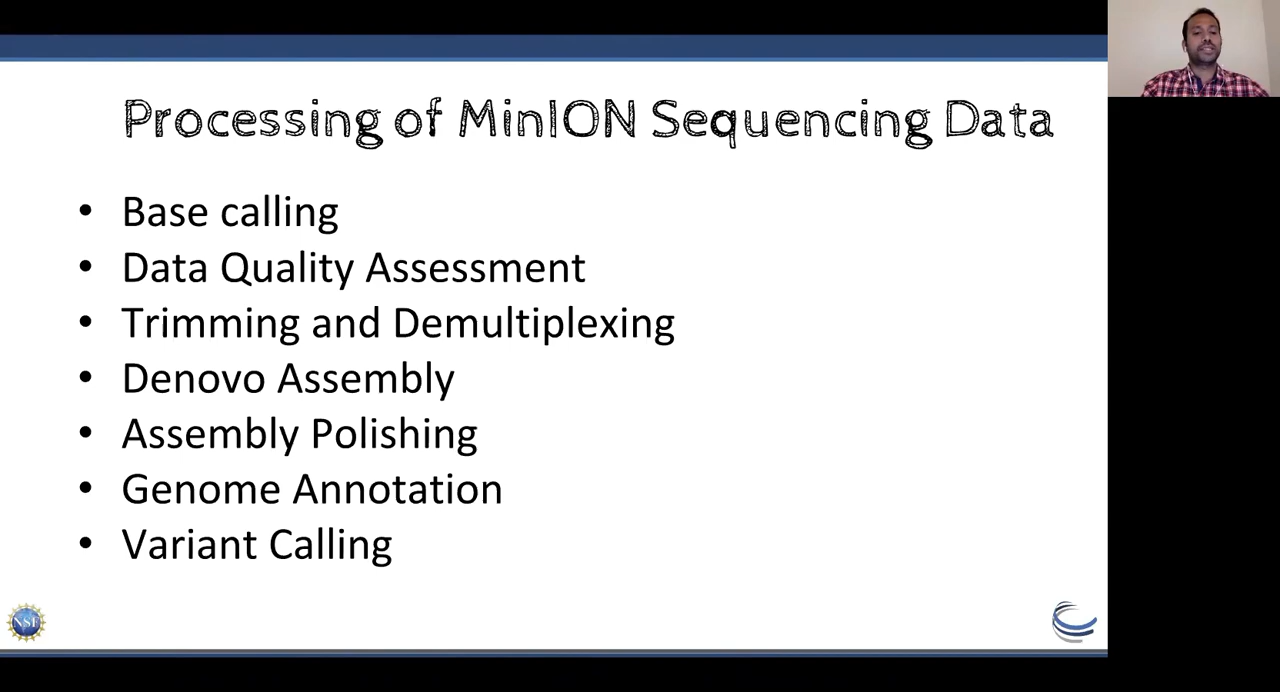 Processing of MinION Sequencing Data
• Base calling
• Data Quality Assessment
• Trimming and Demultiplexing
• Denovo Assembly
• Assembly Polishing
• Genome Annotation
• Variant Calling
NSF